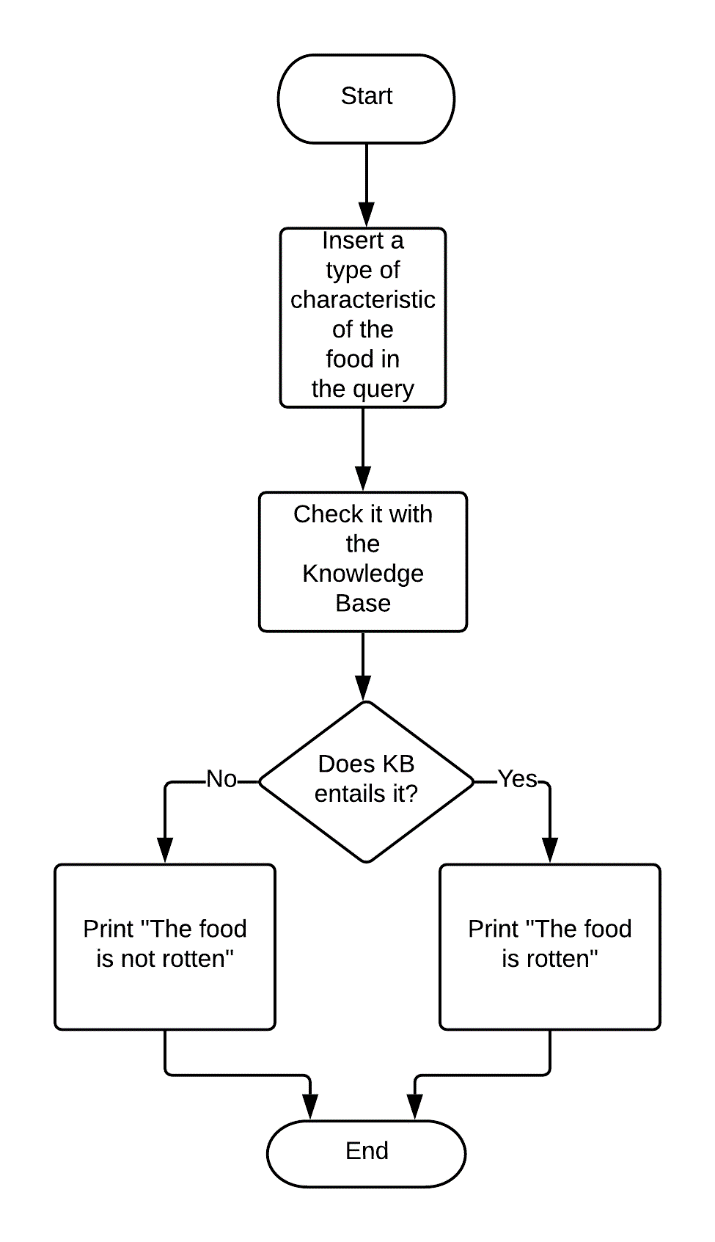 Start
Insert a
type of
characteristic
of the
food in
the query
Check it with
the
Knowledge
Base
Does KB
entails it?
No
Yes
Print "The food
is not rotten"
Print "The food
is rotten"
End